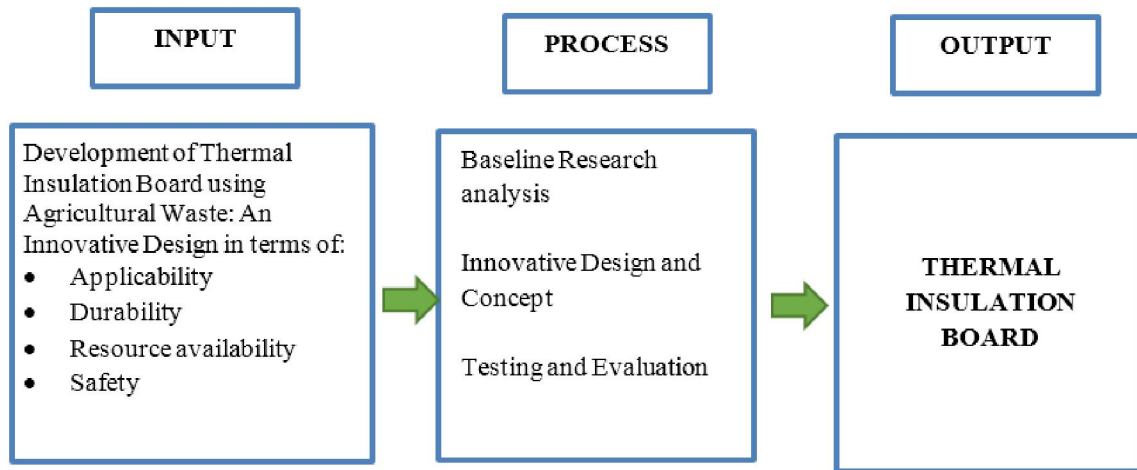 INPUT
PROCESS
OUTPUT
Development of Thermal
Insulation Board using
Agricultural Waste: An
Innovative Design in terms of:
• Applicability
• Durability
• Resource availability
• Safety
Baseline Research
analysis
Innovative Design and
Concept
Testing and Evaluation
THERMAL
INSULATION
BOARD